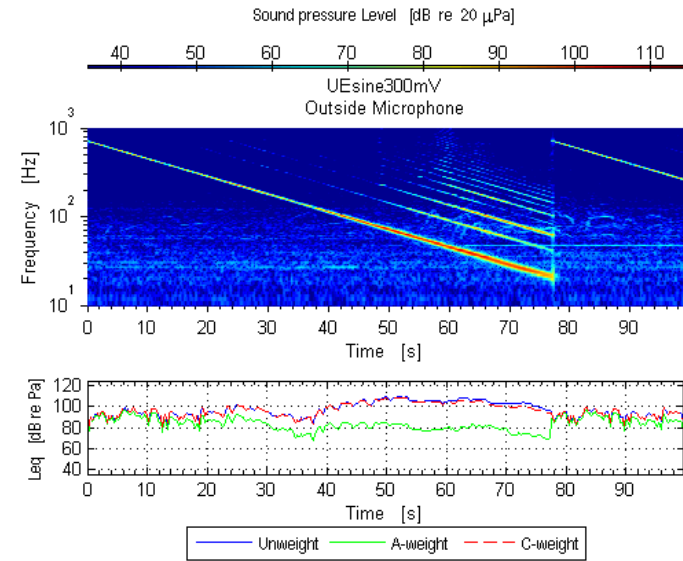 Sound pressure Level [dB re 20 μPa]
40 50 60 70 80 90 100 110
UEsine300mV
Outside Microphone
10³
10²
10¹
Frequency [Hz]
0 10 20 30 40 50 60 70 80 90
Time [s]
120
100
80
60
40
Leq [dB re Pa]
0 10 20 30 40 50 60 70 80 90
Time [s]
Unweight A-weight C-weight